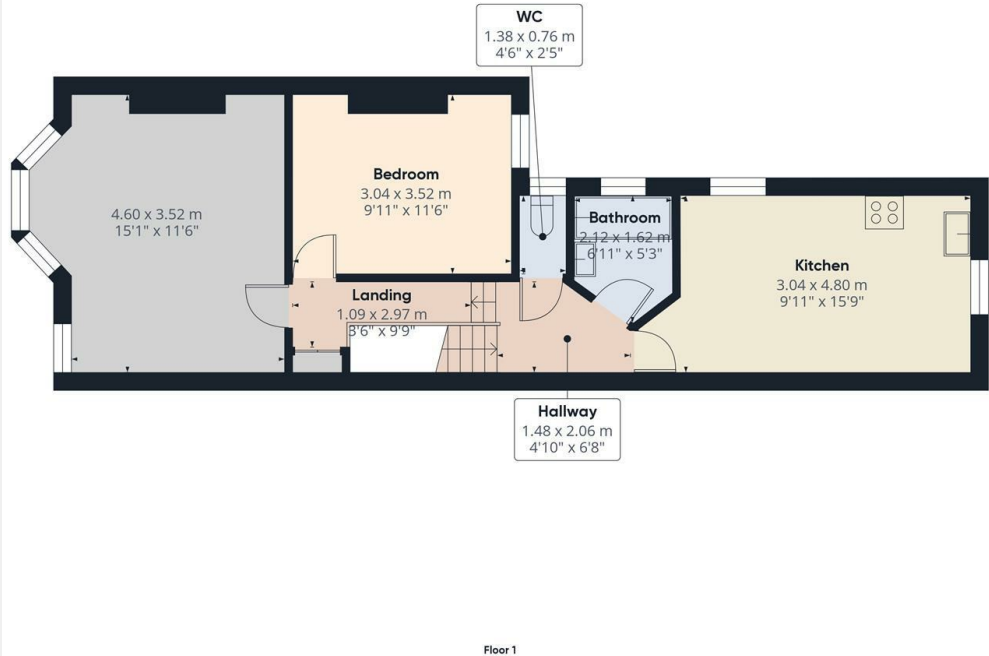 WC
1.38 x 0.76 m
4'6" x 2'5"
4.60 x 3.52 m
15'1" x 11'6"
Bedroom
3.04 x 3.52 m
9'11" x 11'6"
Bathroom
2.12 x 1.62 m
6'11" x 5'3"
Kitchen
3.04 x 4.80 m
9'11" x 15'9"
Landing
1.09 x 2.97 m
3'6" x 9'9"
Hallway
1.48 x 2.06 m
4'10" x 6'8"
Floor 1